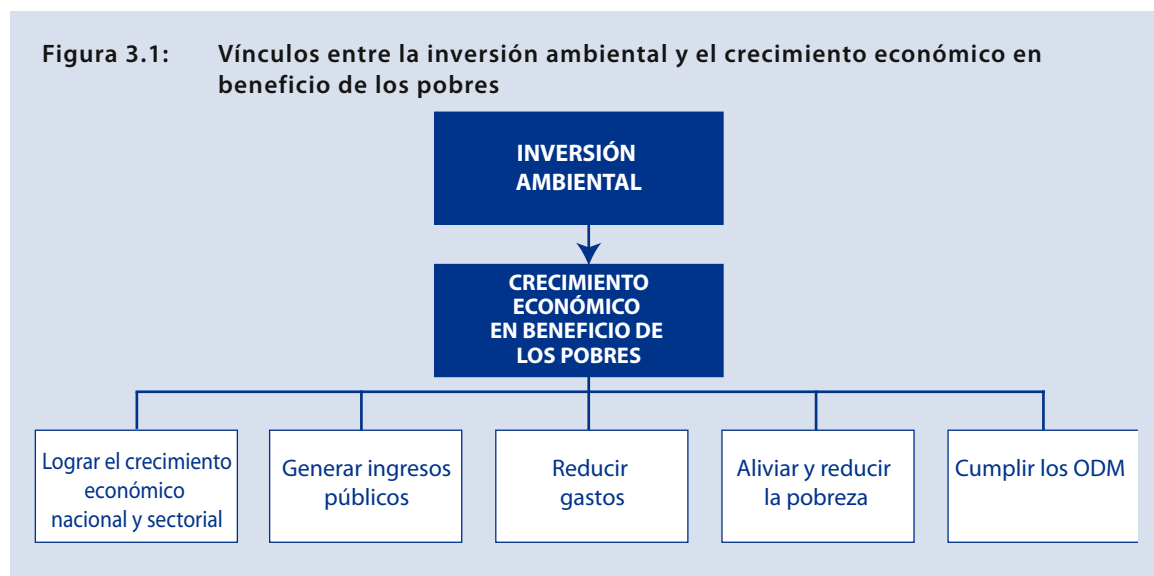 Figura 3.1: Vínculos entre la inversión ambiental y el crecimiento económico en
beneficio de los pobres
INVERSIÓN
AMBIENTAL
CRECIMIENTO
ECONÓMICO
EN BENEFICIO DE
LOS POBRES
Lograr el crecimiento
económico
nacional y sectorial
Generar ingresos
públicos
Reducir
gastos
Aliviar y reducir
la pobreza
Cumplir los ODM